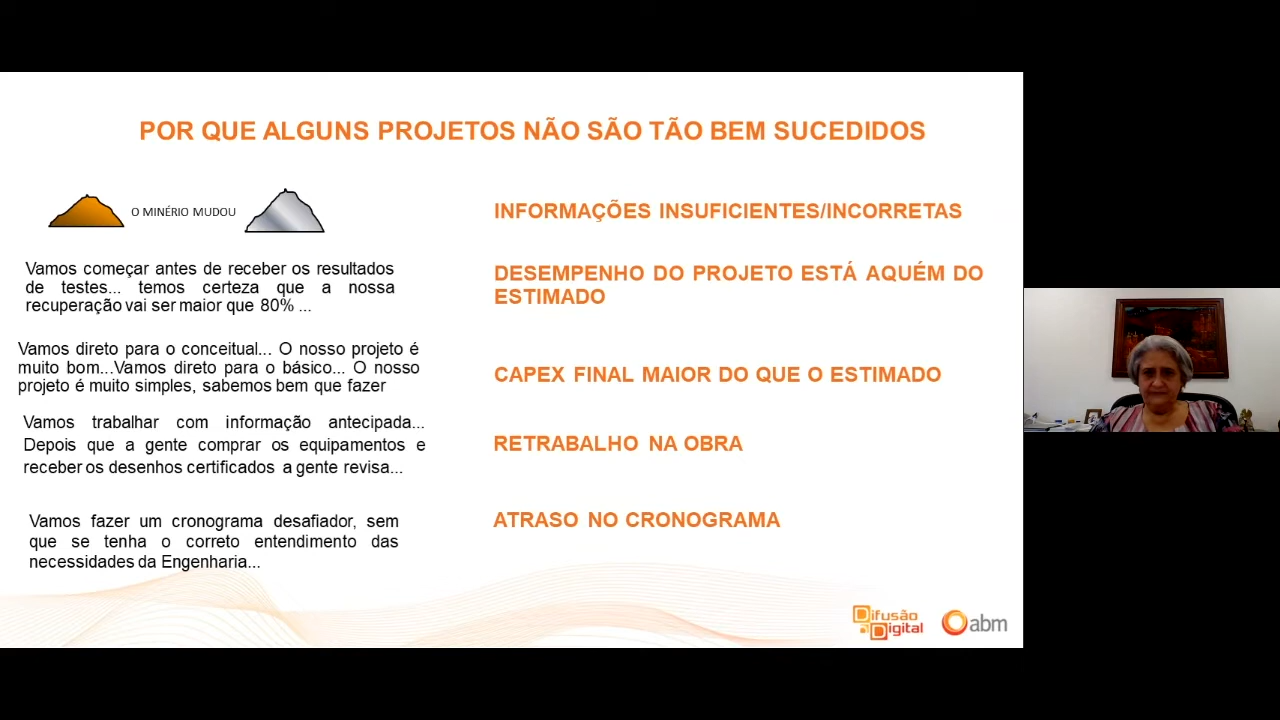 POR QUE ALGUNS PROJETOS NÃO SÃO TÃO BEM SUCEDIDOS
O MINÉRIO MUDOU
INFORMAÇÕES INSUFICIENTES/INCORRETAS
Vamos começar antes de receber os resultados
de testes... temos certeza que a nossa
recuperação vai ser maior que 80% ...
DESEMPENHO DO PROJETO ESTÁ AQUÉM DO
ESTIMADO
Vamos direto para o conceitual... O nosso projeto é
muito bom...Vamos direto para o básico... O nosso
projeto é muito simples, sabemos bem que fazer
CAPEX FINAL MAIOR DO QUE O ESTIMADO
Vamos trabalhar com informação antecipada...
Depois que a gente comprar os equipamentos e
receber os desenhos certificados a gente revisa...
RETRABALHO NA OBRA
Vamos fazer um cronograma desafiador, sem
que se tenha o correto entendimento das
necessidades da Engenharia...
ATRASO NO CRONOGRAMA
Difusão
Digital
abm